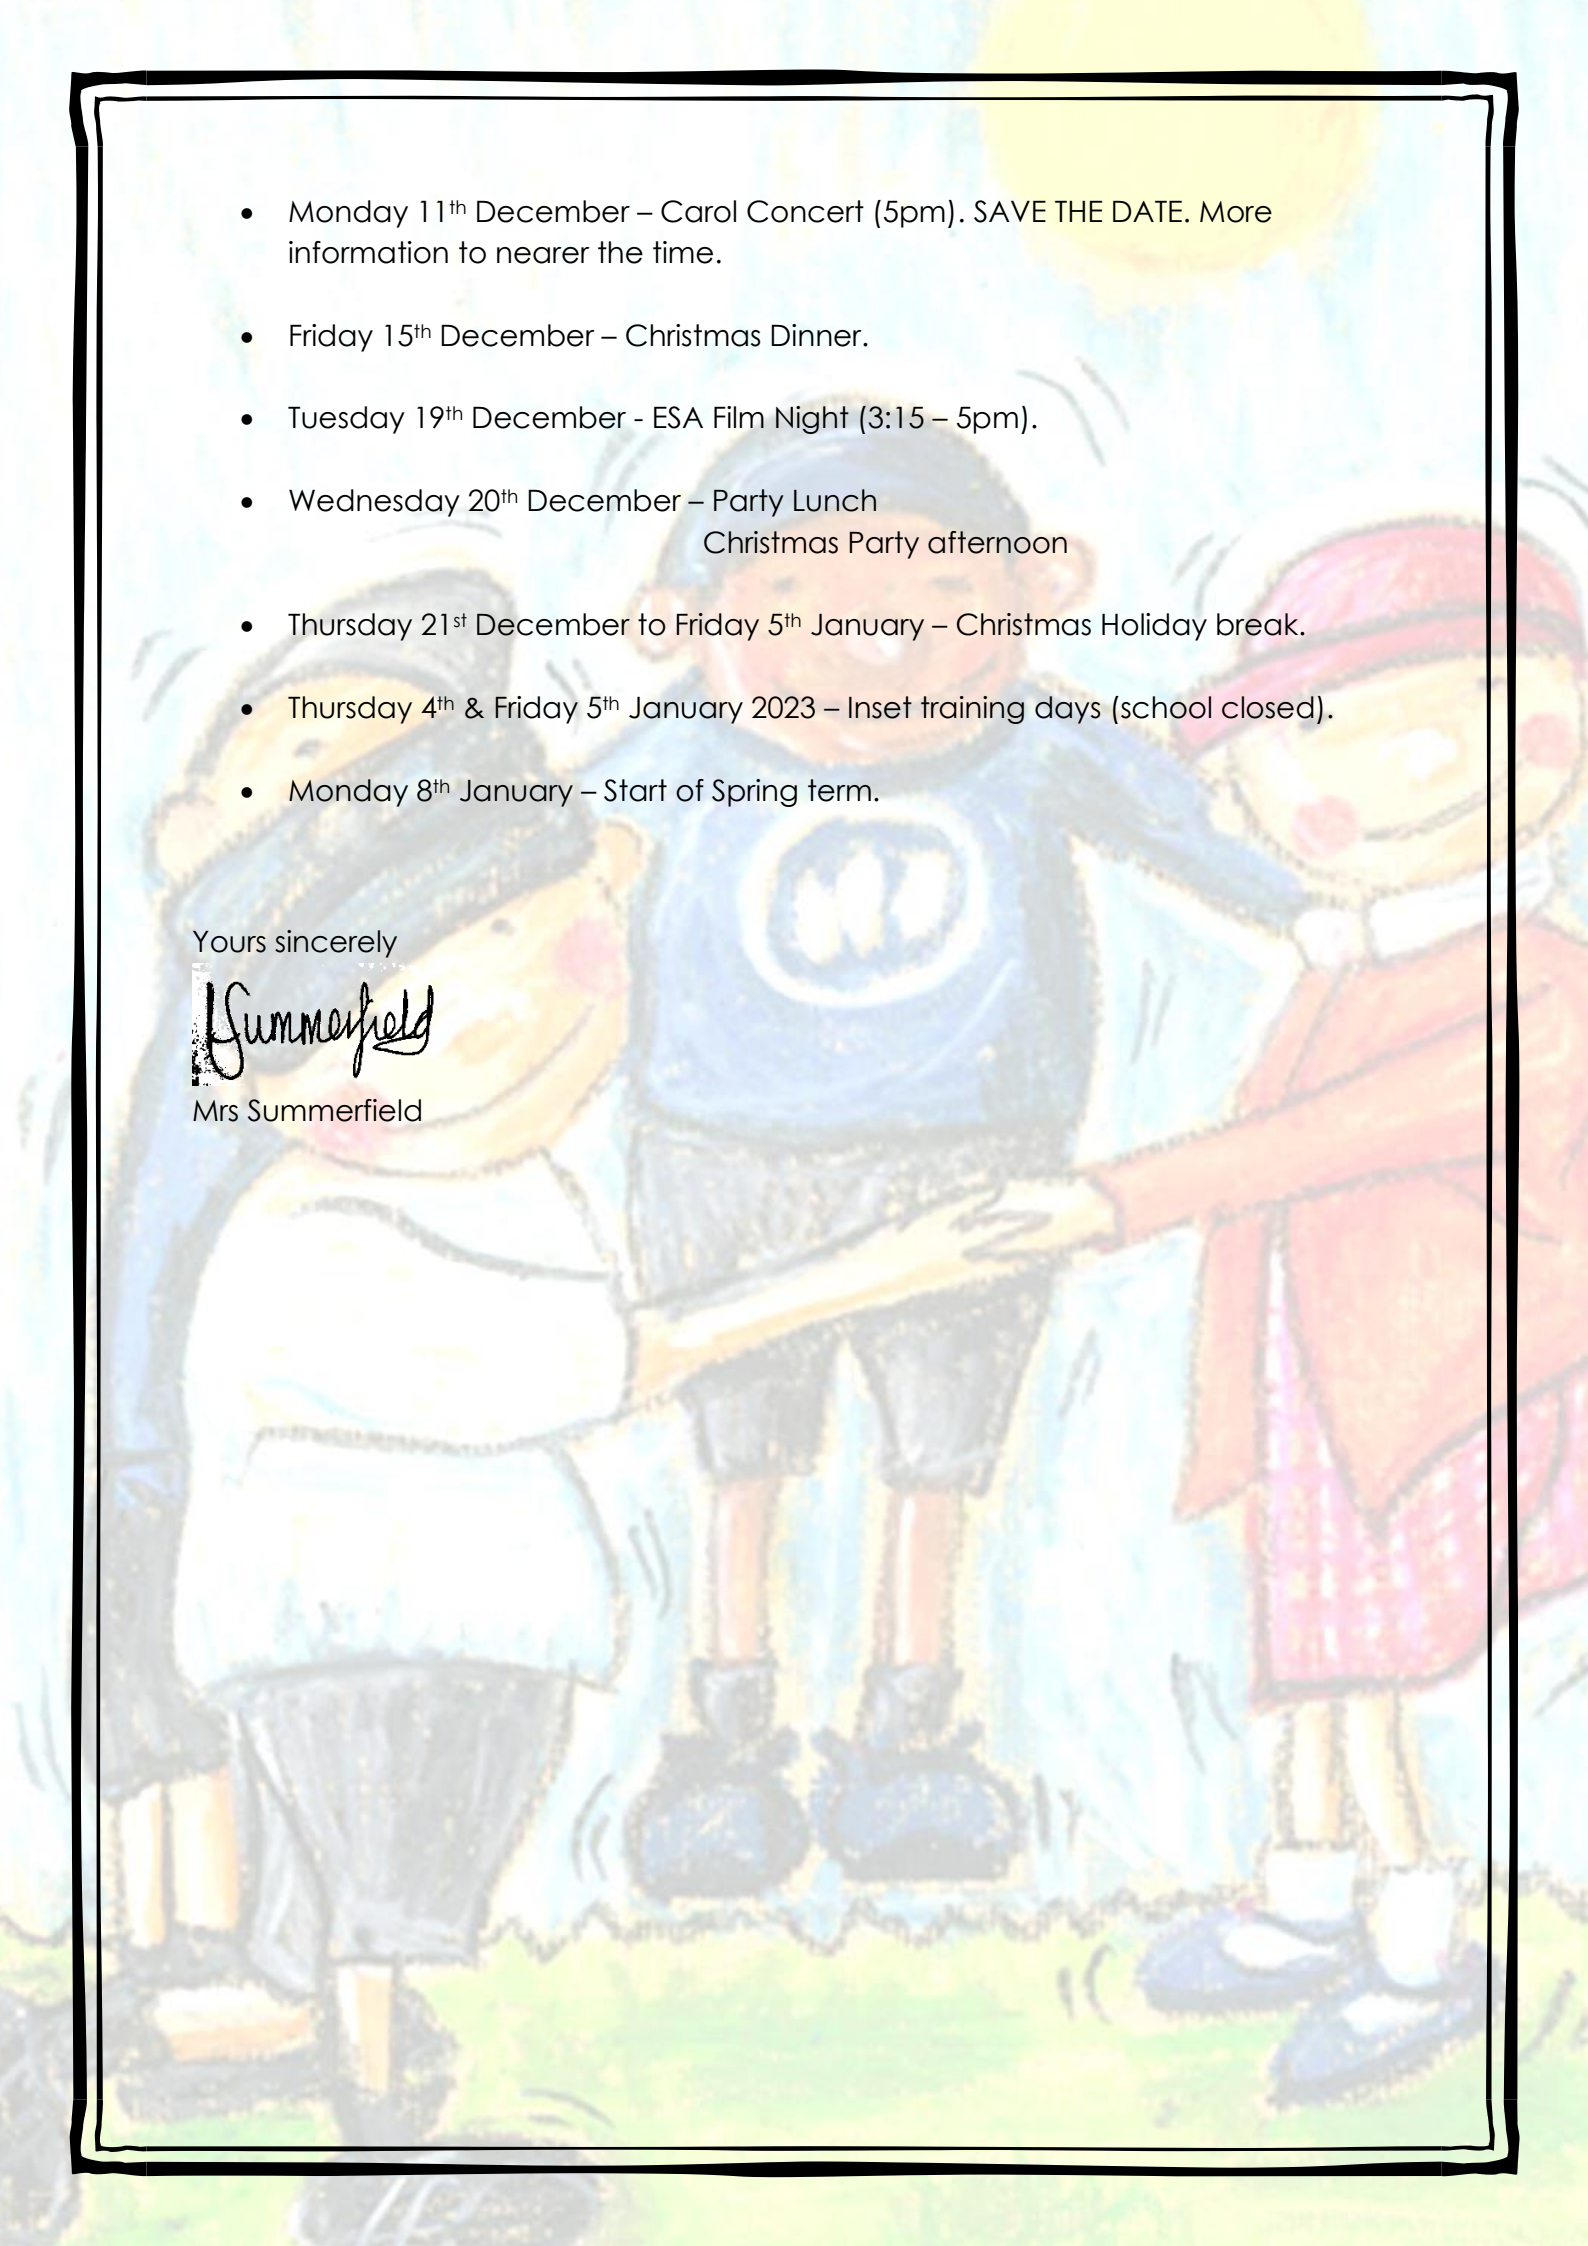 • Monday 11th December – Carol Concert (5pm). SAVE THE DATE. More
information to nearer the time.
• Friday 15th December – Christmas Dinner.
• Tuesday 19th December - ESA Film Night (3:15 – 5pm).
• Wednesday 20th December – Party Lunch
Christmas Party afternoon
• Thursday 21st December to Friday 5th January – Christmas Holiday break.
• Thursday 4th & Friday 5th January 2023 – Inset training days (school closed).
• Monday 8th January – Start of Spring term.
Yours sincerely
Summerfield
Mrs Summerfield